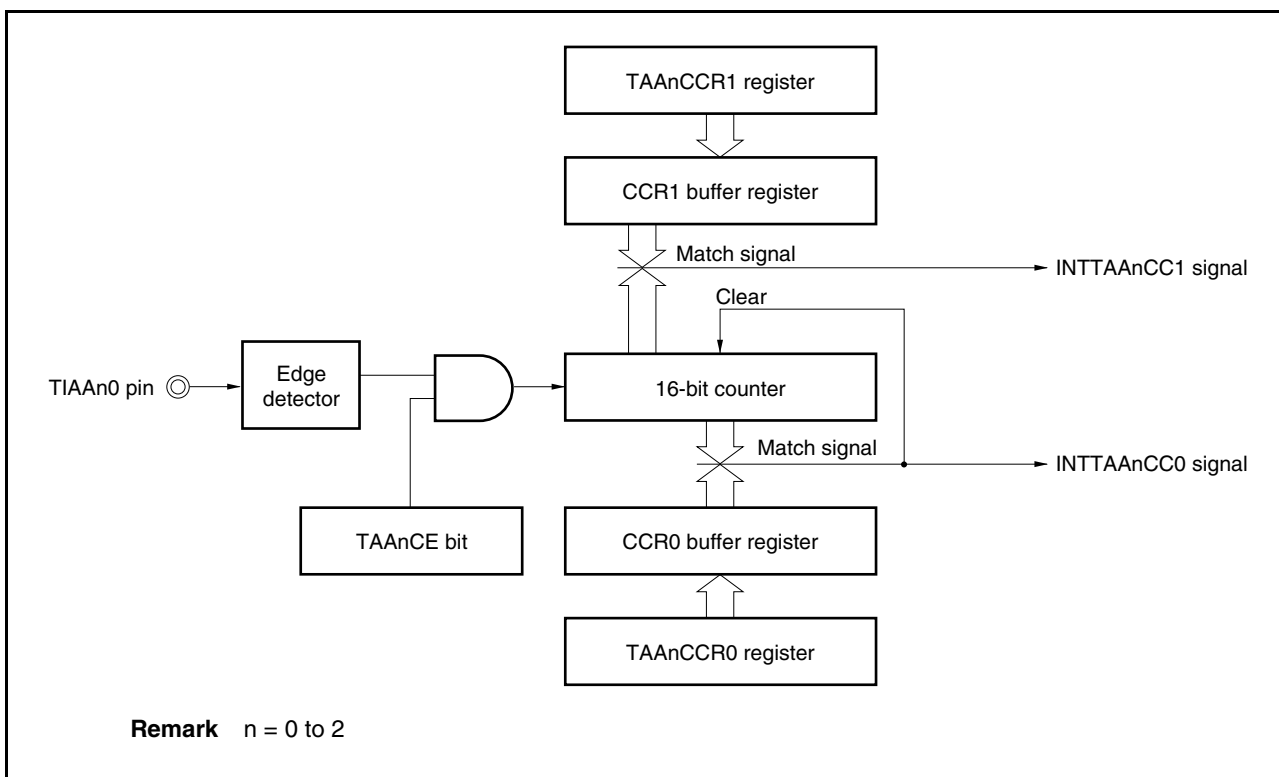 TAAnCCR1 register
CCR1 buffer register
Match signal
INTTAAnCC1 signal
Clear
TIAAn0 pin
Edge
detector
16-bit counter
Match signal
INTTAAnCC0 signal
TAAnCE bit
CCR0 buffer register
TAAnCCR0 register
Remark n = 0 to 2